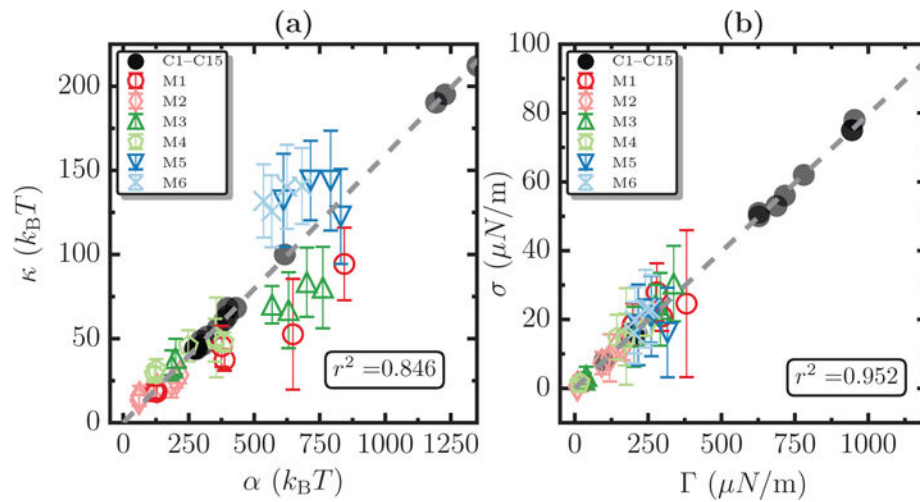 (a)
C1–C15
M1
M2
M3
M4
M5
M6
200
150
100
50
0
κ (k_BT)
r² =0.846
0 250 500 750 1000 1250
α (k_BT)
(b)
C1–C15
M1
M2
M3
M4
M5
M6
100
80
60
40
20
0
σ (μN/m)
r² =0.952
0 250 500 750 1000
Γ (μN/m)